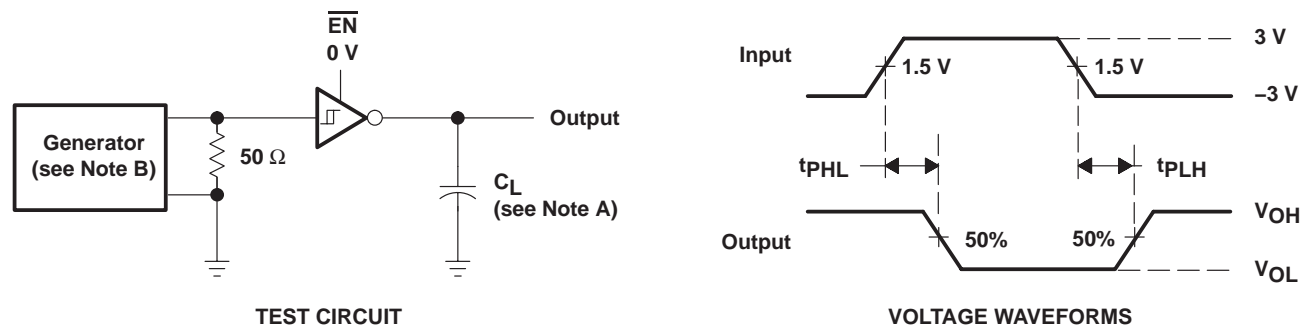 EN
0 V
Generator
(see Note B)
50 Ω
Output
CL
(see Note A)
TEST CIRCUIT
Input
3 V
1.5 V
1.5 V
–3 V
tPHL
tPLH
Output
50%
50%
VOH
VOL
VOLTAGE WAVEFORMS